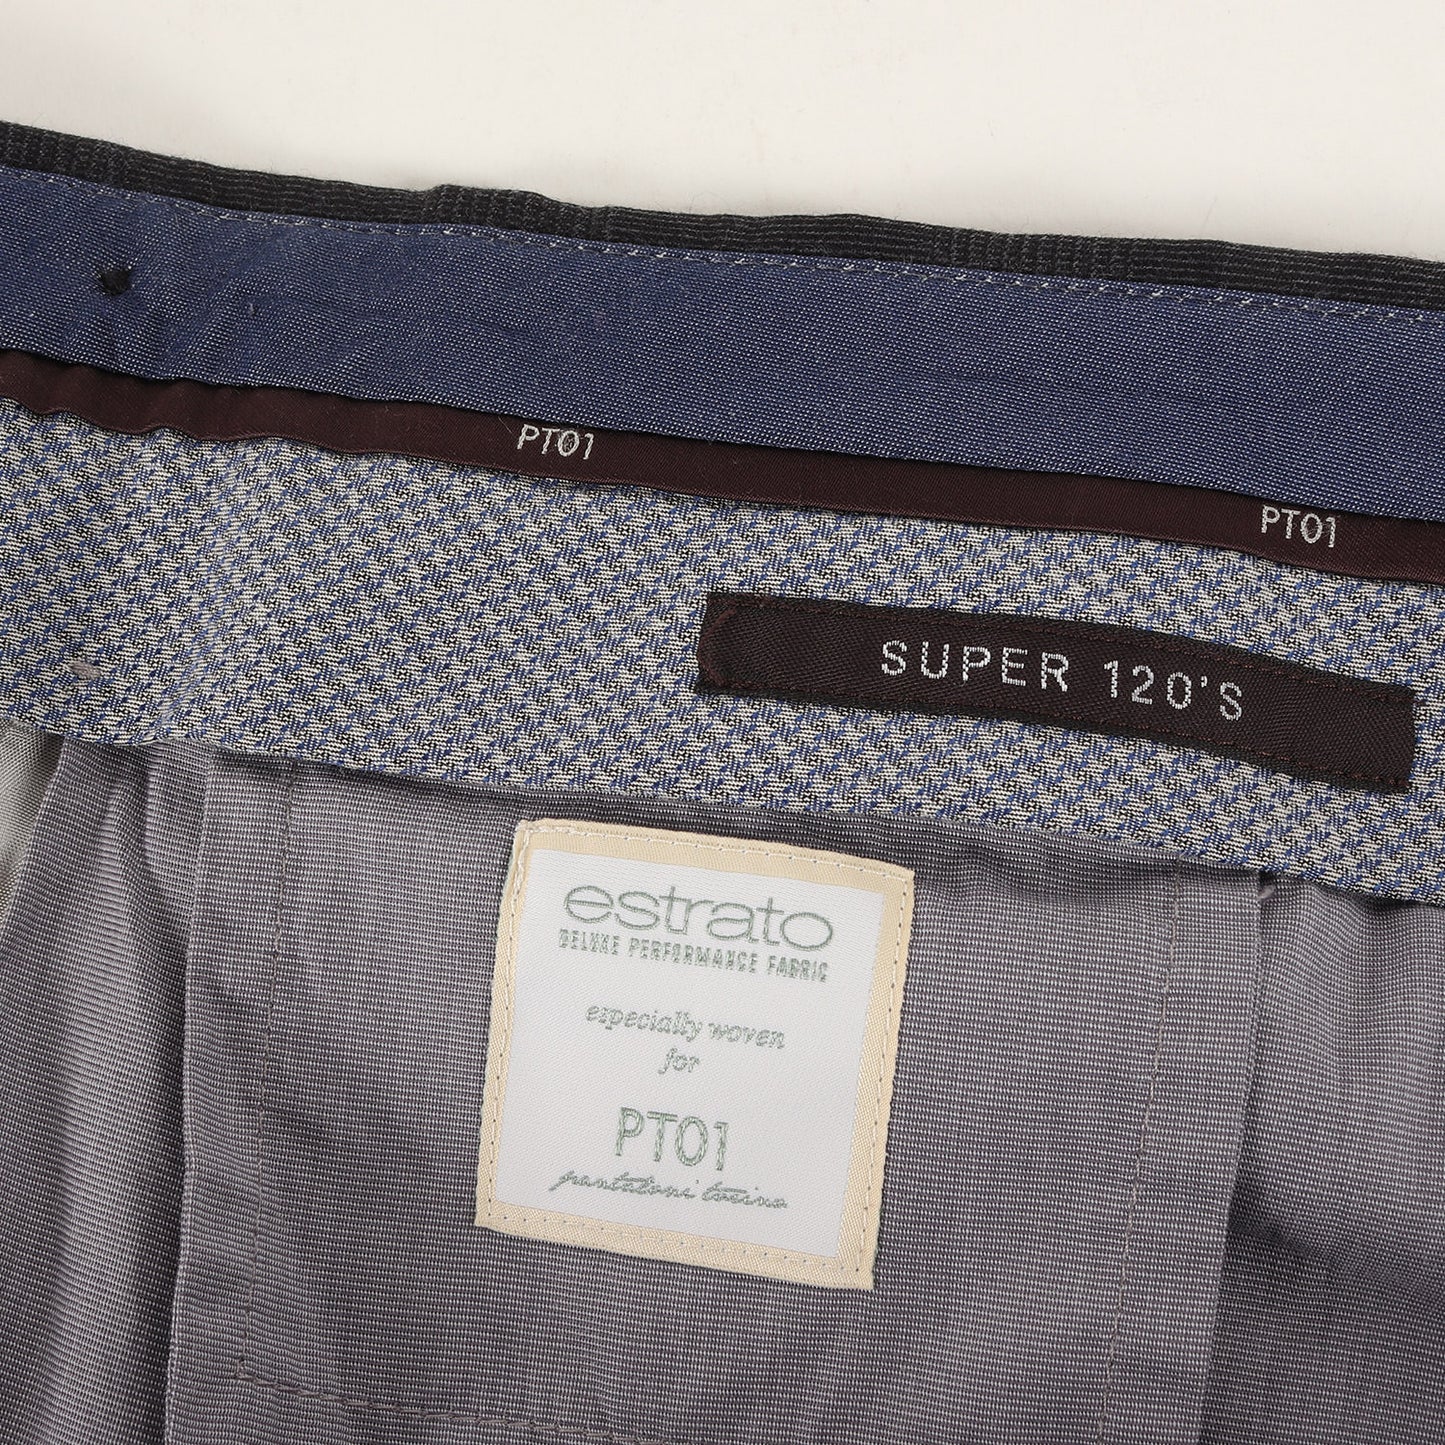 PT01
PT01
SUPER 120'S
estrato
DELUXE PERFORMANCE FABRIC
especially woven
for
PT01
pantaloni torino